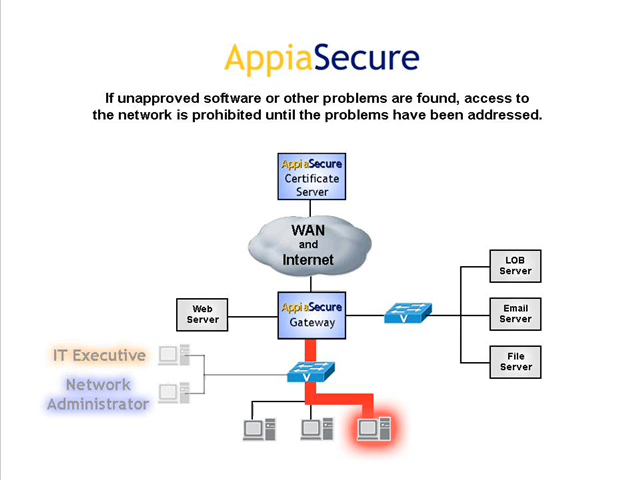 AppiaSecure
If unapproved software or other problems are found, access to
the network is prohibited until the problems have been addressed.
AppiaSecure
Certificate
Server
WAN
and
Internet
LOB
Server
Web
Server
AppiaSecure
Gateway
V
Email
Server
IT Executive
File
Server
V
Network
Administrator